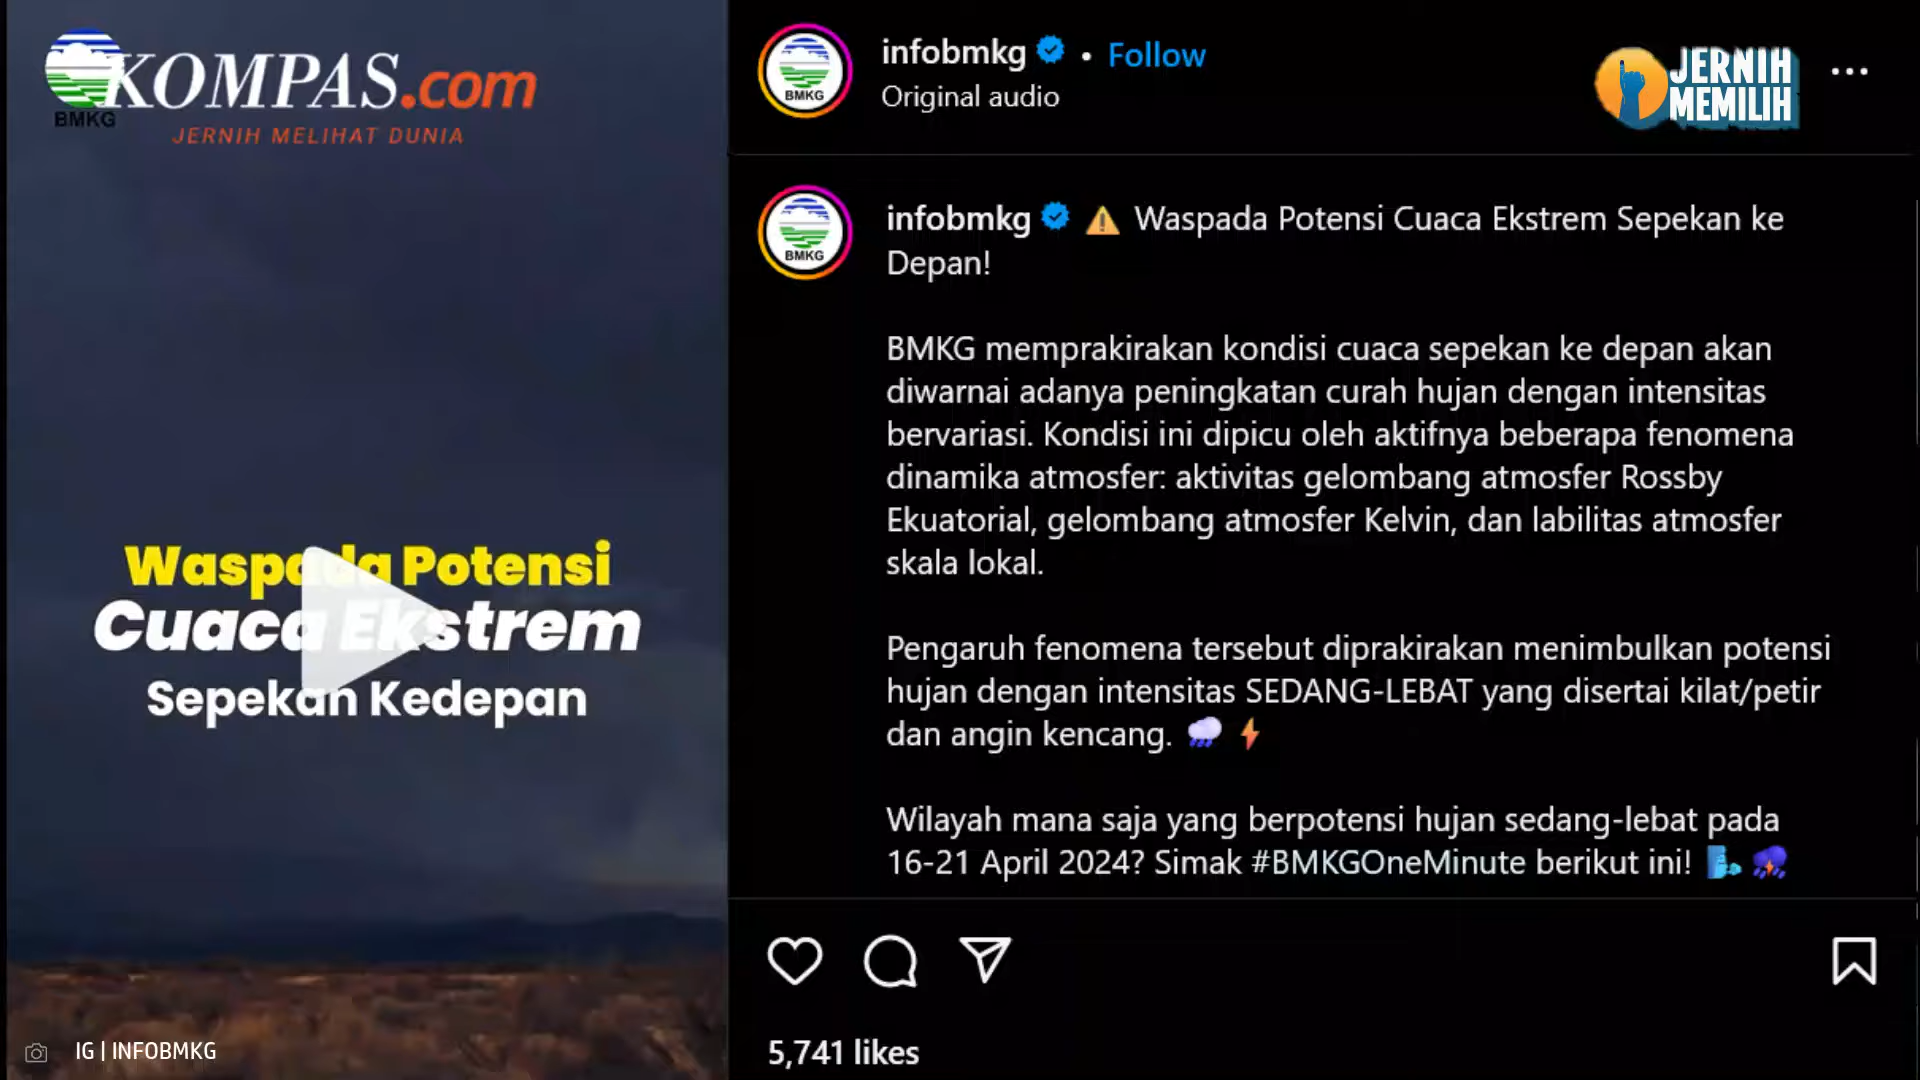 BMKG
KOMPAS.com
JERNIH MELIHAT DUNIA
Waspada Potensi
Cuaca Ekstrem
Sepekan Kedepan
IG | INFOBMKG
BMKG
infobmkg • Follow
Original audio
JERNIH
MEMILIH
BMKG
infobmkg ⚠️ Waspada Potensi Cuaca Ekstrem Sepekan ke
Depan!
BMKG memprakirakan kondisi cuaca sepekan ke depan akan
diwarnai adanya peningkatan curah hujan dengan intensitas
bervariasi. Kondisi ini dipicu oleh aktifnya beberapa fenomena
dinamika atmosfer: aktivitas gelombang atmosfer Rossby
Ekuatorial, gelombang atmosfer Kelvin, dan labilitas atmosfer
skala lokal.
Pengaruh fenomena tersebut diprakirakan menimbulkan potensi
hujan dengan intensitas SEDANG-LEBAT yang disertai kilat/petir
dan angin kencang. 🌧️ ⚡
Wilayah mana saja yang berpotensi hujan sedang-lebat pada
16-21 April 2024? Simak #BMKGOneMinute berikut ini! 🌬️ ⛈️
5,741 likes